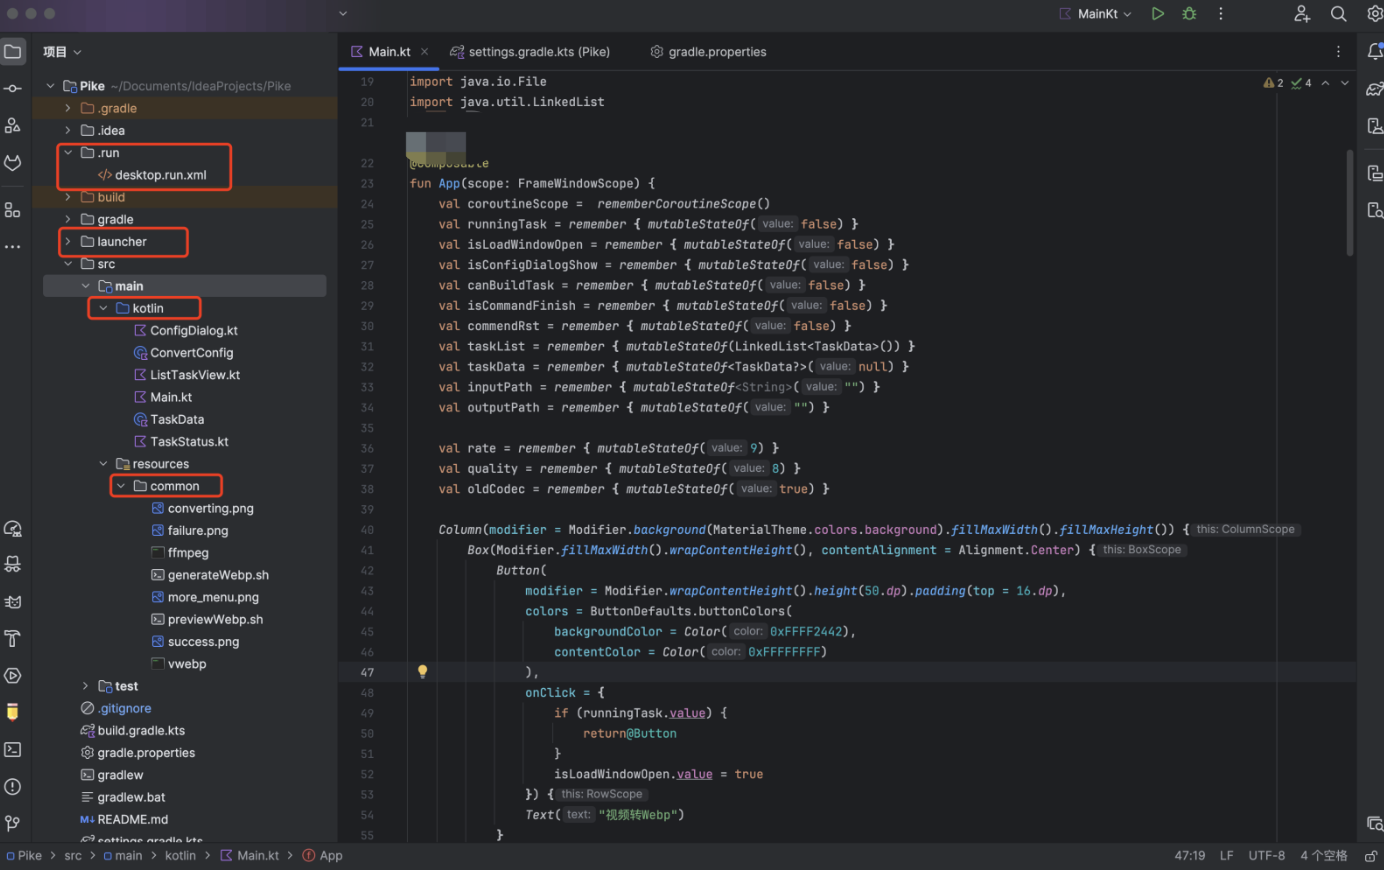 MainKt
项目
Main.kt
settings.gradle.kts (Pike)
gradle.properties
Pike ~/Documents/IdeaProjects/Pike
.gradle
.idea
.run
desktop.run.xml
build
gradle
launcher
src
main
kotlin
ConfigDialog.kt
ConvertConfig
ListTaskView.kt
Main.kt
TaskData
TaskStatus.kt
resources
common
converting.png
failure.png
ffmpeg
generateWebp.sh
more_menu.png
previewWebp.sh
success.png
vwebp
test
.gitignore
build.gradle.kts
gradle.properties
gradlew
gradlew.bat
README.md
settings.gradle.kts
2 4
19 import java.io.File
20 import java.util.LinkedList
21
22 @Composable
23 fun App(scope: FrameWindowScope) {
24 val coroutineScope = rememberCoroutineScope()
25 val runningTask = remember { mutableStateOf( value: false) }
26 val isLoadWindowOpen = remember { mutableStateOf( value: false) }
27 val isConfigDialogShow = remember { mutableStateOf( value: false) }
28 val canBuildTask = remember { mutableStateOf( value: false) }
29 val isCommandFinish = remember { mutableStateOf( value: false) }
30 val commendRst = remember { mutableStateOf( value: false) }
31 val taskList = remember { mutableStateOf(LinkedList<TaskData>()) }
32 val taskData = remember { mutableStateOf<TaskData?>( value: null) }
33 val inputPath = remember { mutableStateOf<String>( value: "") }
34 val outputPath = remember { mutableStateOf( value: "") }
35
36 val rate = remember { mutableStateOf( value: 9) }
37 val quality = remember { mutableStateOf( value: 8) }
38 val oldCodec = remember { mutableStateOf( value: true) }
39
40 Column(modifier = Modifier.background(MaterialTheme.colors.background).fillMaxWidth().fillMaxHeight()) { this: ColumnScope
41 Box(Modifier.fillMaxWidth().wrapContentHeight(), contentAlignment = Alignment.Center) { this: BoxScope
42 Button(
43 modifier = Modifier.wrapContentHeight().height(50.dp).padding(top = 16.dp),
44 colors = ButtonDefaults.buttonColors(
45 backgroundColor = Color( color: 0xFFFF2442),
46 contentColor = Color( color: 0xFFFFFFFF)
47 ),
48 onClick = {
49 if (runningTask.value) {
50 return@Button
51 }
52 isLoadWindowOpen.value = true
53 }) { this: RowScope
54 Text( text: "视频转Webp")
55 }
Pike > src > main > kotlin > Main.kt > App
47:19 LF UTF-8 4 个空格